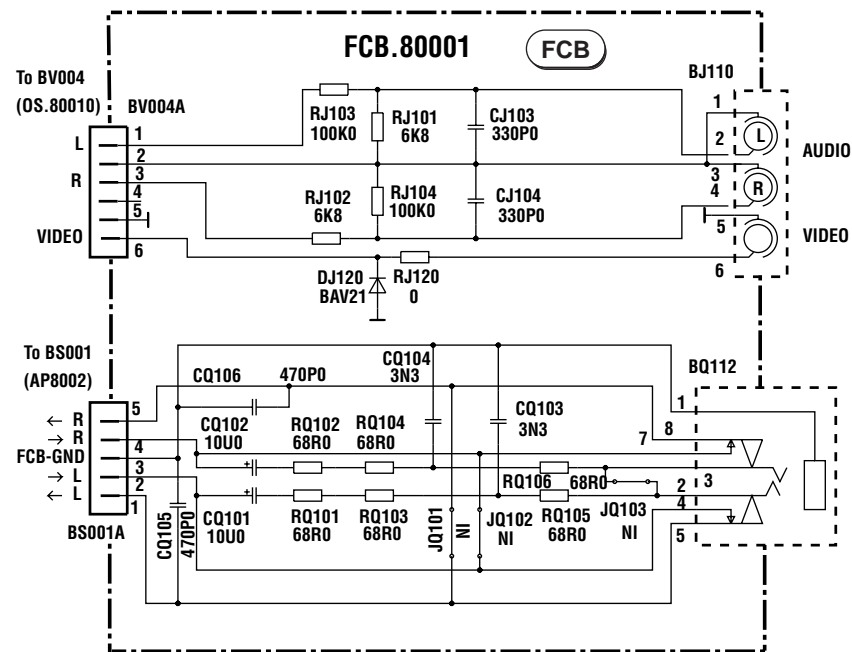 FCB.80001 FCB
To BV004
(OS.80010) BV004A
BJ110
L
R
VIDEO
1
2
3
4
5
6
RJ103
100K0
RJ101
6K8
CJ103
330P0
RJ102
6K8
RJ104
100K0
CJ104
330P0
DJ120
BAV21
RJ120
0
1
2
3
4
5
6
L
R
AUDIO
VIDEO
To BS001
(AP8002)
BS001A
← R
→ R
FCB-GND
→ L
← L
5
4
3
2
1
CQ106
470P0
CQ104
3N3
CQ103
3N3
CQ102
10U0
RQ102
68R0
RQ104
68R0
+
+
RQ106
68R0
CQ105
470P0
CQ101
10U0
RQ101
68R0
RQ103
68R0
JQ101
NI
JQ102
NI
RQ105
68R0
JQ103
NI
BQ112
1
7
8
3
2
4
5